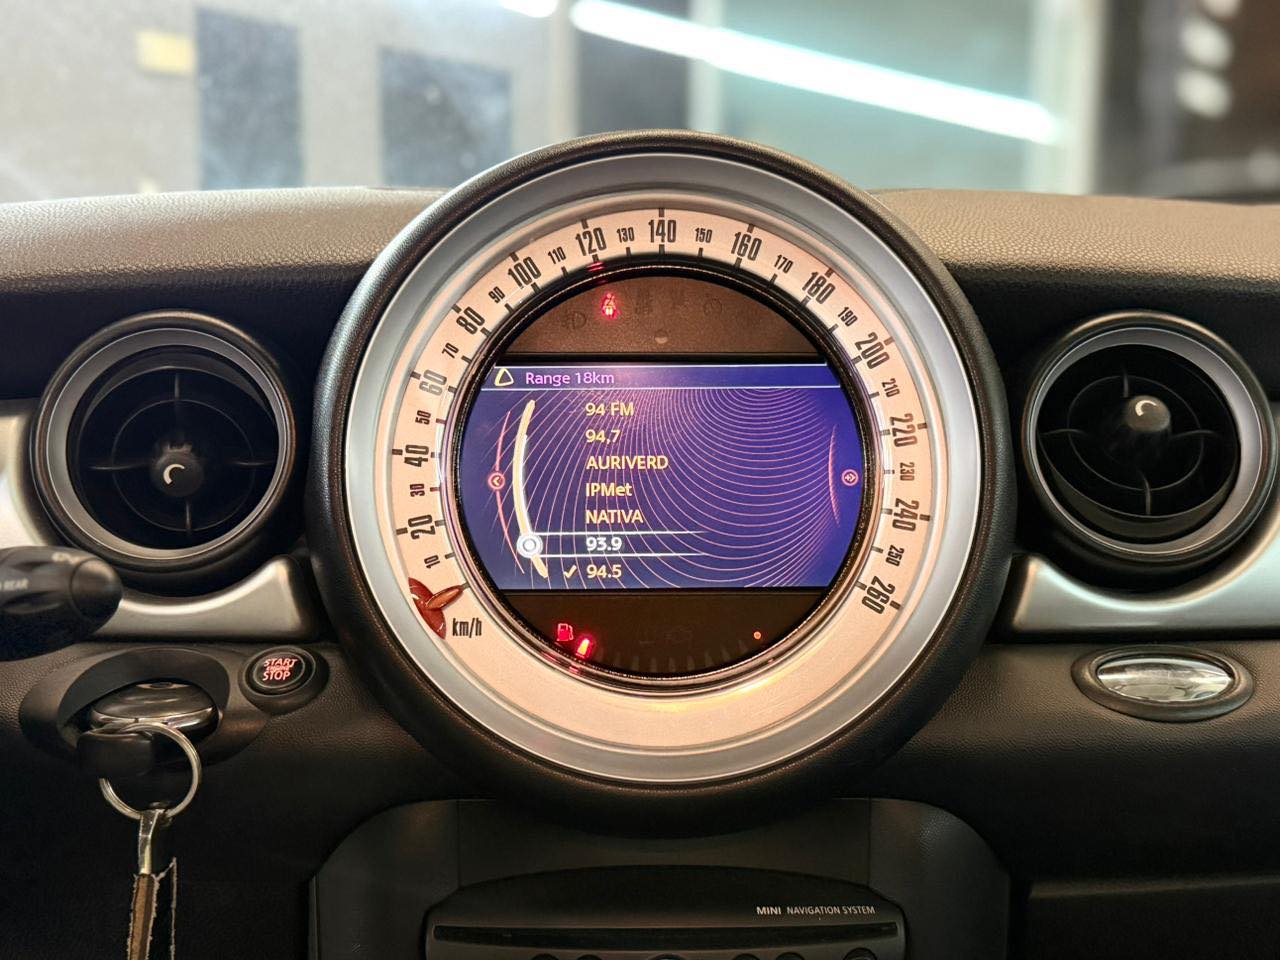 10 20 30 40 50 60 70 80 90 100 110 120 130 140 150 160 170 180 190 200 210 220 230 240 250 260
km/h
Range 18km
94 FM
94,7
AURIVERD
IPMet
NATIVA
93.9
✓ 94.5
REAR
START
ENGINE
STOP
MINI NAVIGATION SYSTEM